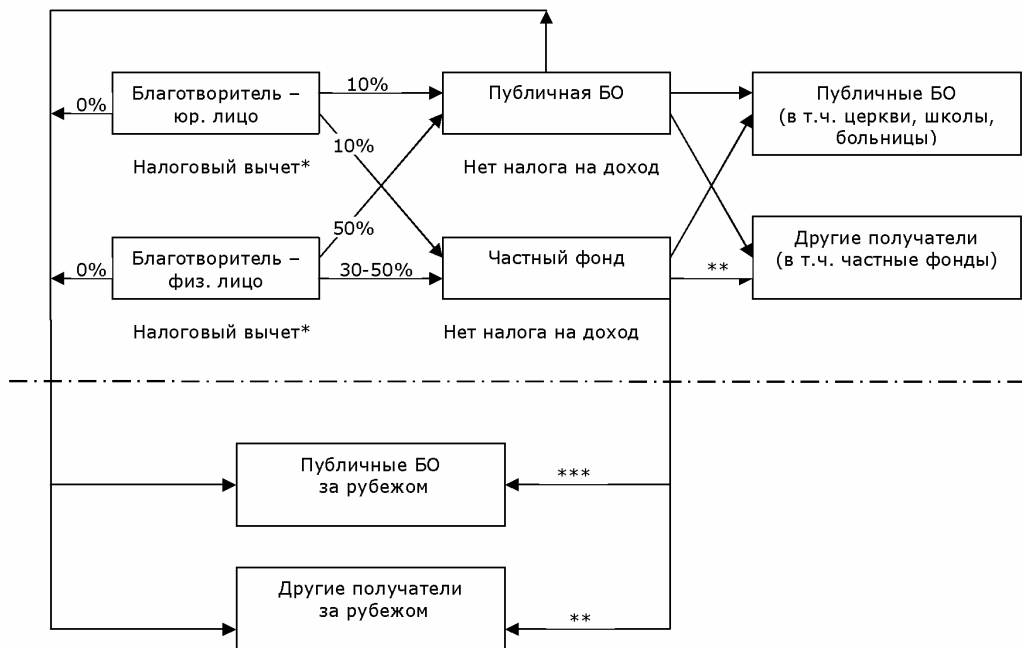 10%
Благотворитель –
юр. лицо
Публичная БО
Публичные БО
(в т.ч. церкви, школы,
больницы)
0%
10%
Налоговый вычет*
Нет налога на доход
50%
Благотворитель –
физ. лицо
Частный фонд
Другие получатели
(в т.ч. частные фонды)
0%
30-50%
**
Налоговый вычет*
Нет налога на доход
Публичные БО
за рубежом
***
Другие получатели
за рубежом
**